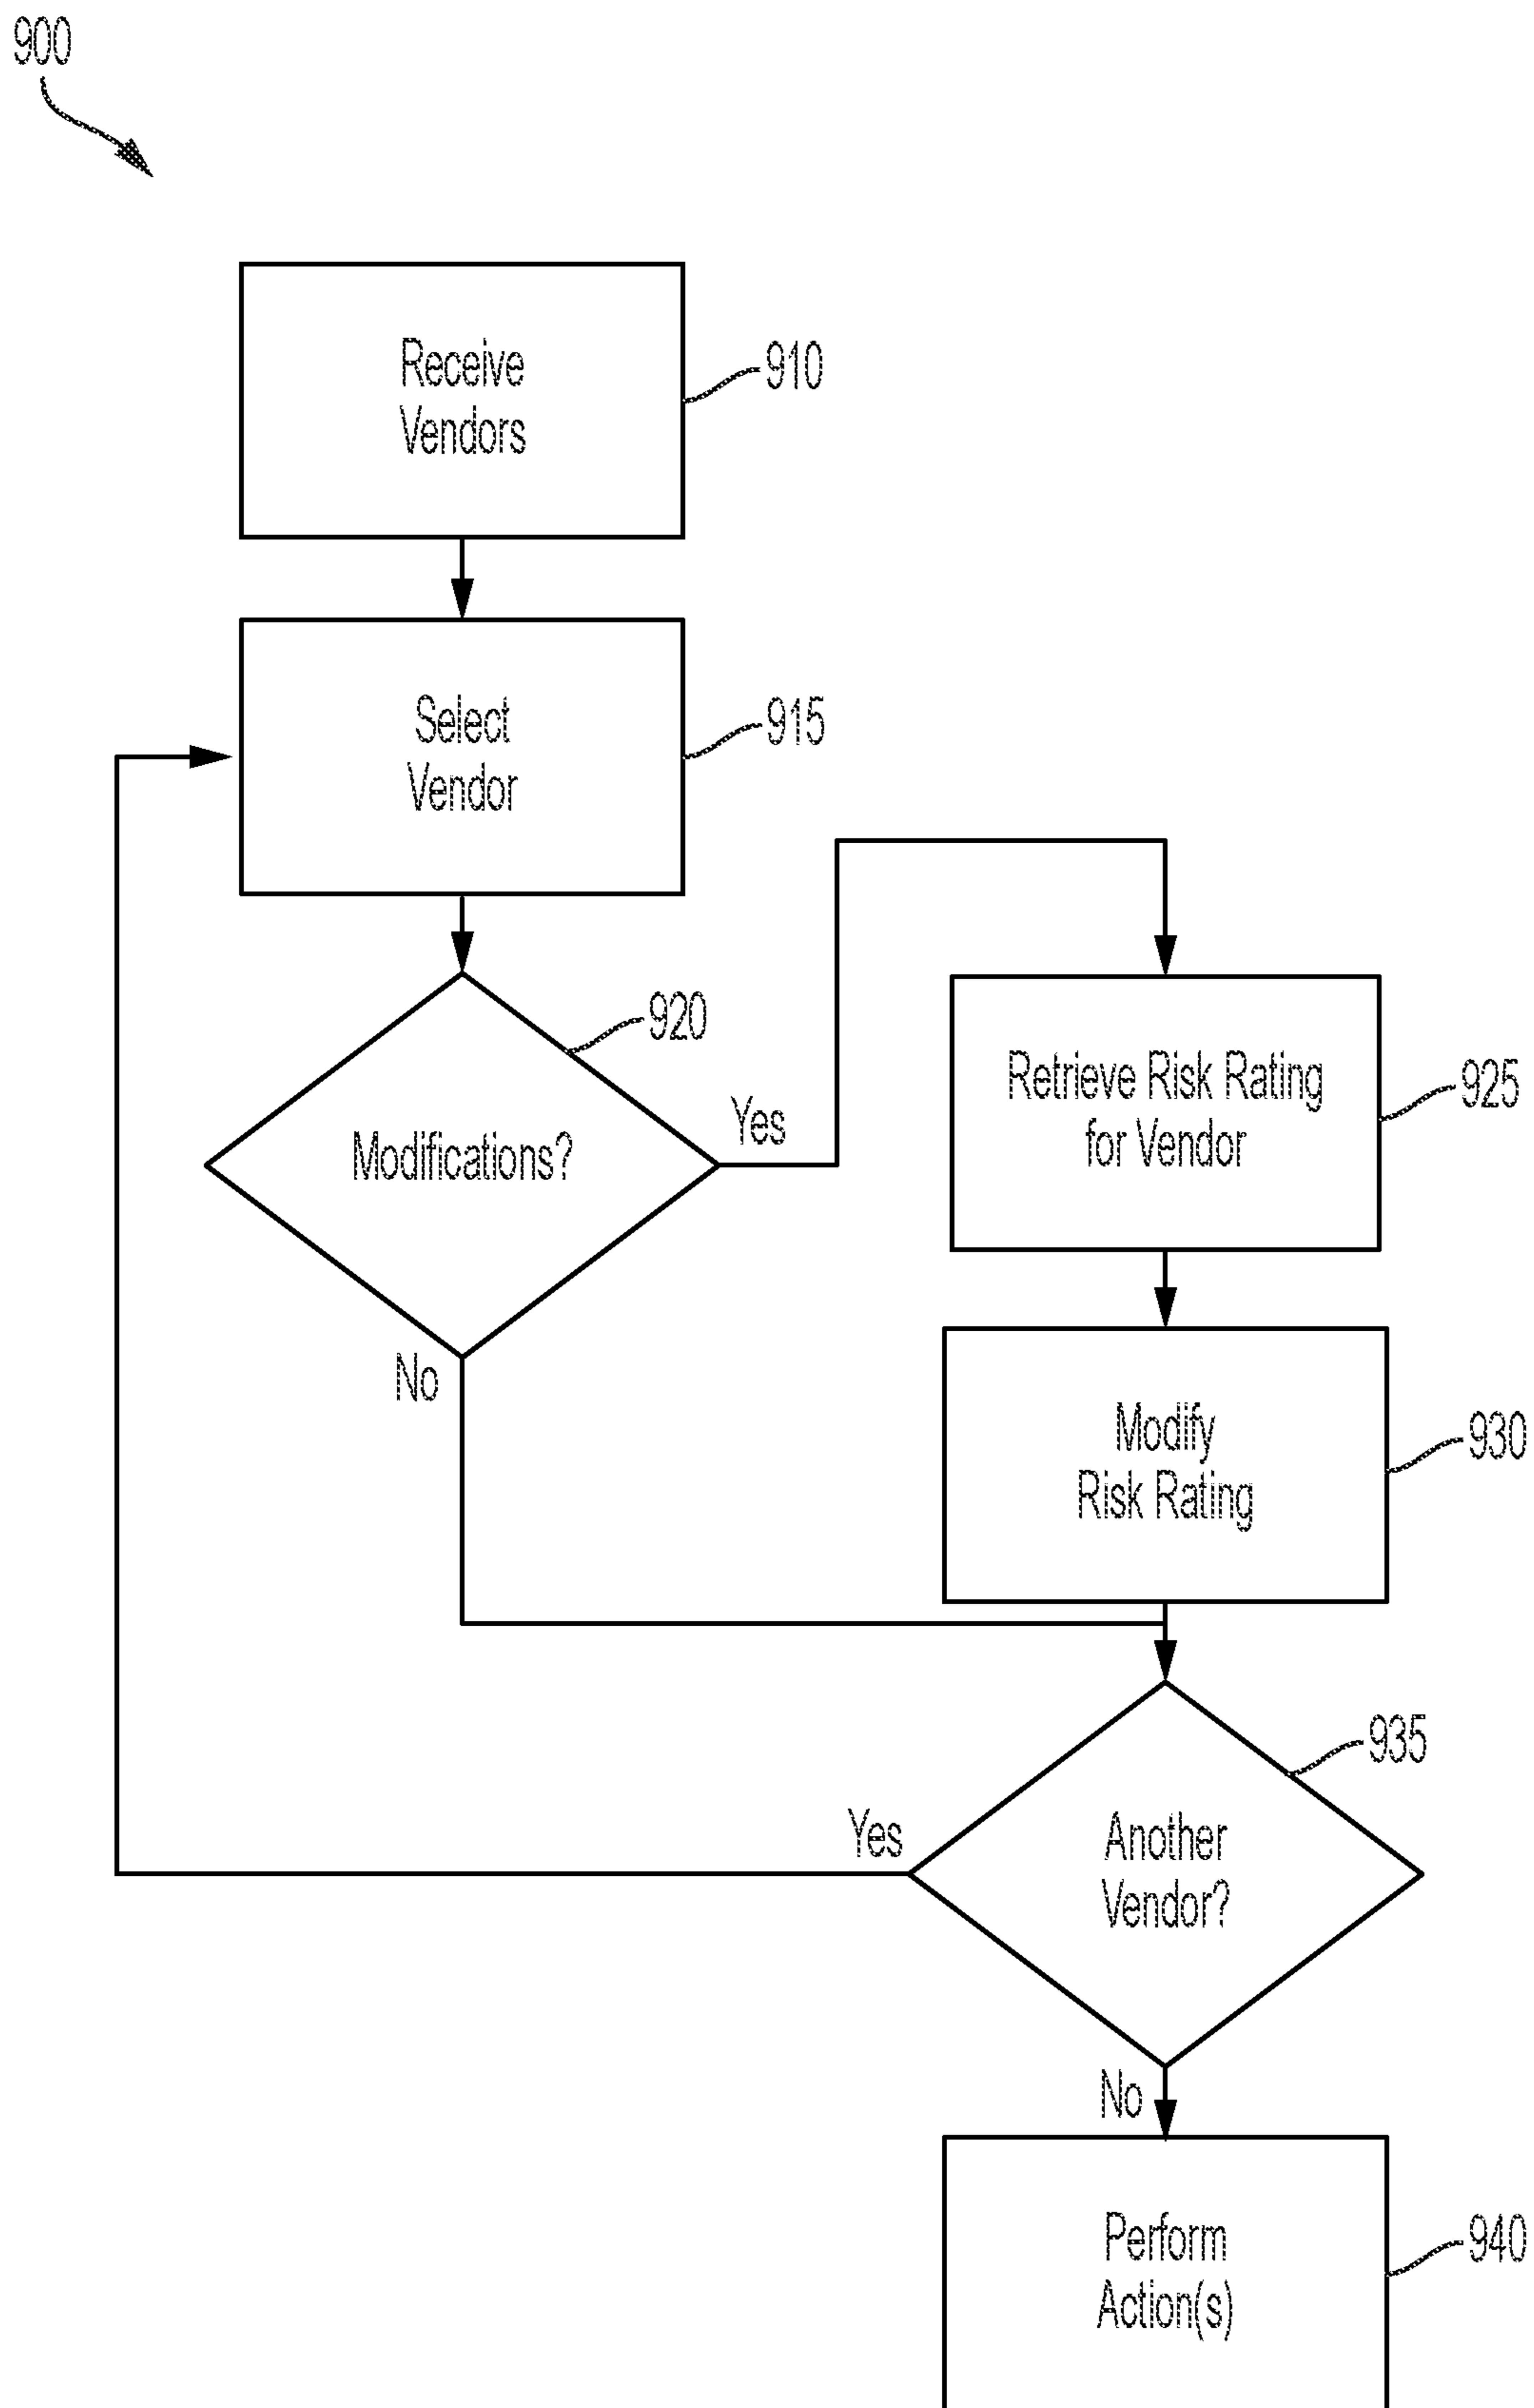 900
Receive
Vendors
910
Select
Vendor
915
Modifications?
920
Yes
No
Retrieve Risk Rating
for Vendor
925
Modify
Risk Rating
930
Another
Vendor?
935
Yes
No
Perform
Action(s)
940